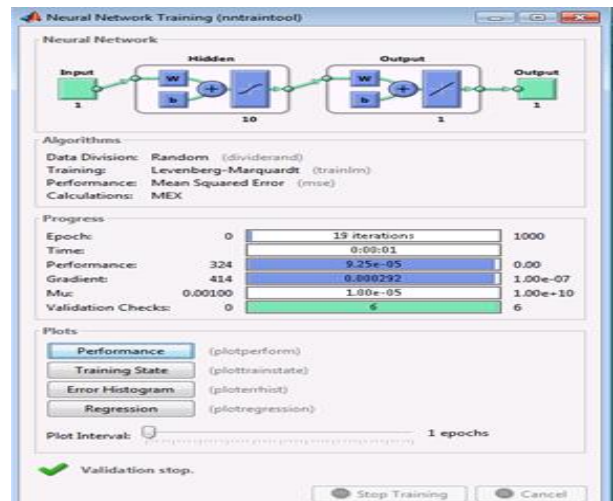 Neural Network Training (nntraintool)
Neural Network
Hidden Output
Input Output
W W
b b
1 1
10 1
Algorithms
Data Division: Random (dividerand)
Training: Levenberg-Marquardt (trainlm)
Performance: Mean Squared Error (mse)
Calculations: MEX
Progress
Epoch: 0 19 iterations 1000
Time: 0:00:01
Performance: 324 9.25e-05 0.00
Gradient: 414 0.000292 1.00e-07
Mu: 0.00100 1.00e-05 1.00e+10
Validation Checks: 0 6 6
Plots
Performance (plotperform)
Training State (plottrainstate)
Error Histogram (ploterrhist)
Regression (plotregression)
Plot Interval: 1 epochs
Validation stop.
Stop Training Cancel